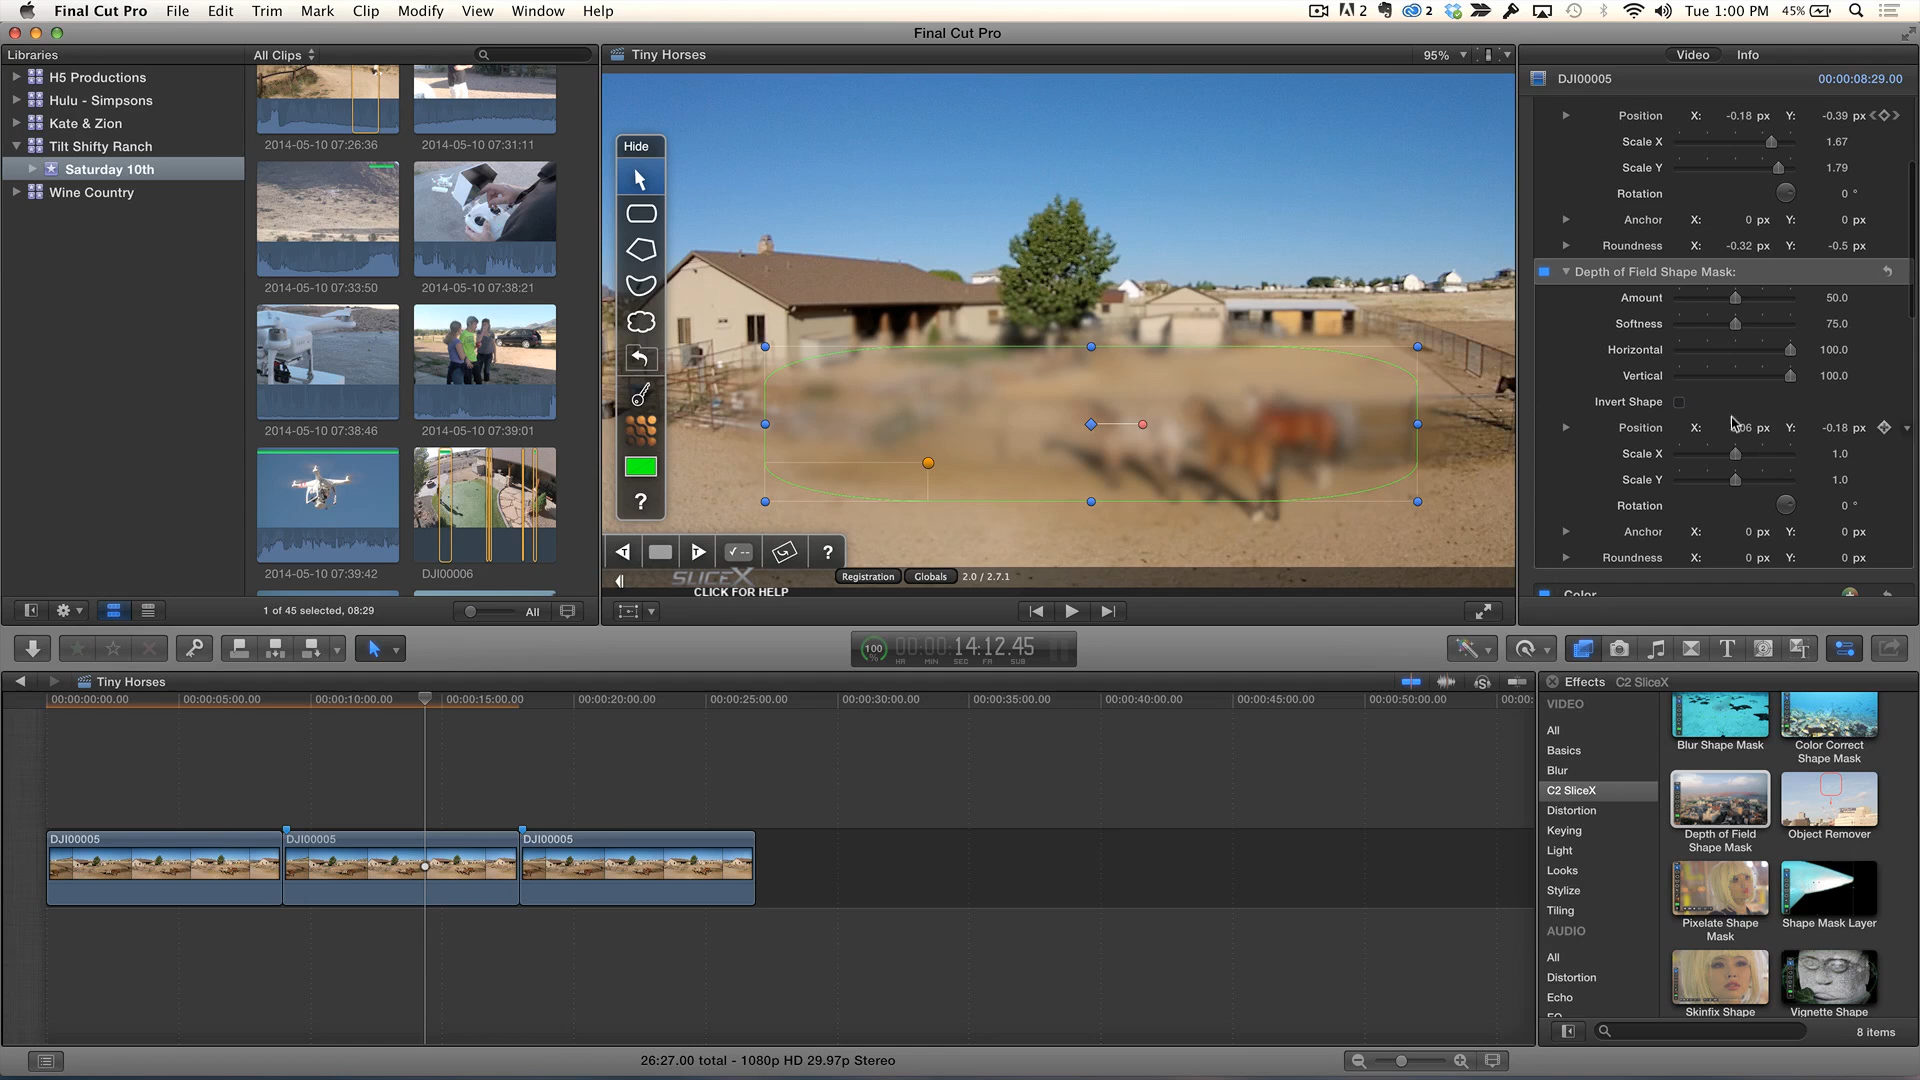 Final Cut Pro File Edit Trim Mark Clip Modify View Window Help 2 2 Tue 1:00 PM 45%
Final Cut Pro
Libraries
H5 Productions
Hulu - Simpsons
Kate & Zion
Tilt Shifty Ranch
Saturday 10th
Wine Country
All Clips
2014-05-10 07:26:36 2014-05-10 07:31:11
2014-05-10 07:33:50 2014-05-10 07:38:21
2014-05-10 07:38:46 2014-05-10 07:39:01
2014-05-10 07:39:42 DJI00006
1 of 45 selected, 08:29 All
Tiny Horses 95%
Hide
?
?
SLICEX Registration Globals 2.0 / 2.7.1
CLICK FOR HELP
Video Info
DJI00005 00:00:08:29.00
Position X: -0.18 px Y: -0.39 px
Scale X 1.67
Scale Y 1.79
Rotation 0 °
Anchor X: 0 px Y: 0 px
Roundness X: -0.32 px Y: -0.5 px
Depth of Field Shape Mask:
Amount 50.0
Softness 75.0
Horizontal 100.0
Vertical 100.0
Invert Shape
Position X: px Y: -0.18 px
Scale X 1.0
Scale Y 1.0
Rotation 0 °
Anchor X: 0 px Y: 0 px
Roundness X: 0 px Y: 0 px
Color
100 % 00:00:14:12.45
HR MIN SEC FR SUB
Tiny Horses
00:00:00:00.00 00:00:05:00.00 00:00:10:00.00 00:00:15:00.00 00:00:20:00.00 00:00:25:00.00 00:00:30:00.00 00:00:35:00.00 00:00:40:00.00 00:00:45:00.00 00:00:50:00.00 00:00:
DJI00005 DJI00005 DJI00005
26:27.00 total - 1080p HD 29.97p Stereo
Effects C2 SliceX
VIDEO
All
Basics
Blur
C2 SliceX
Distortion
Keying
Light
Looks
Stylize
Tiling
AUDIO
All
Distortion
Echo
Blur Shape Mask
Color Correct
Shape Mask
Depth of Field
Shape Mask
Object Remover
Pixelate Shape
Mask
Shape Mask Layer
Skinfix Shape
Vignette Shape
8 items